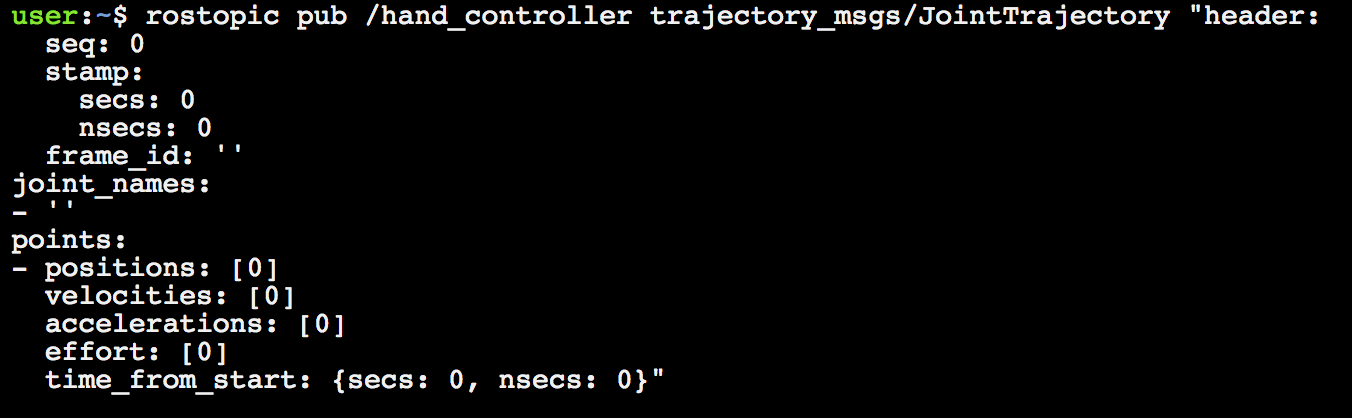 user:~$ rostopic pub /hand_controller trajectory_msgs/JointTrajectory "header:
  seq: 0
  stamp:
    secs: 0
    nsecs: 0
  frame_id: ''
joint_names:
- ''
points:
- positions: [0]
  velocities: [0]
  accelerations: [0]
  effort: [0]
  time_from_start: {secs: 0, nsecs: 0}"